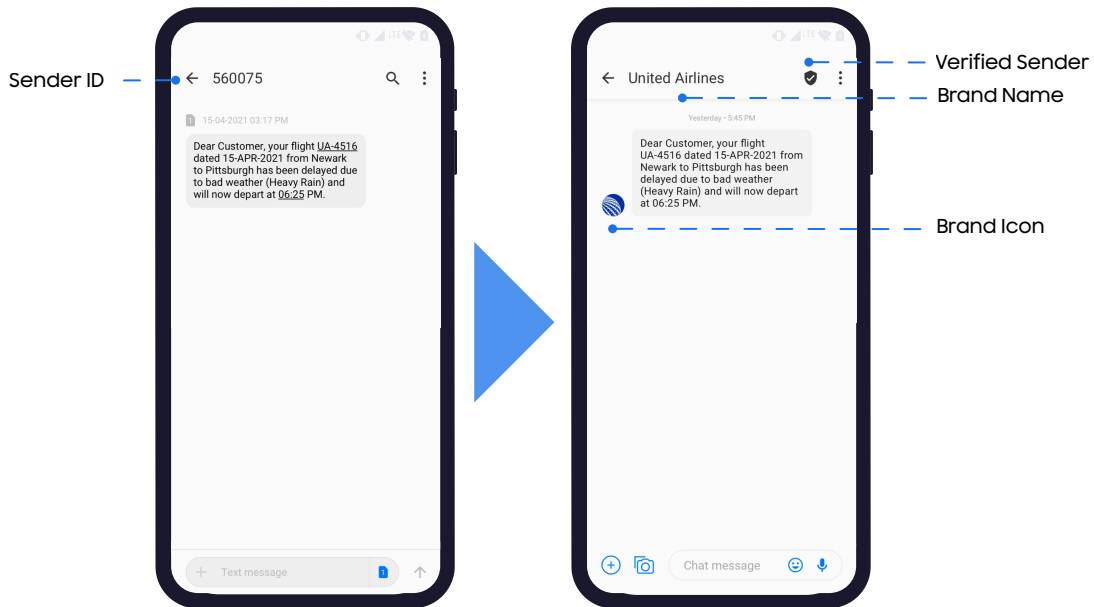 Sender ID
560075
15-04-2021 03:17 PM
Dear Customer, your flight UA-4516
dated 15-APR-2021 from Newark
to Pittsburgh has been delayed due
to bad weather (Heavy Rain) and
will now depart at 06:25 PM.
Text message
1
United Airlines
Yesterday • 5:45 PM
Dear Customer, your flight
UA-4516 dated 15-APR-2021 from
Newark to Pittsburgh has been
delayed due to bad weather
(Heavy Rain) and will now depart
at 06:25 PM.
Chat message
Verified Sender
Brand Name
Brand Icon